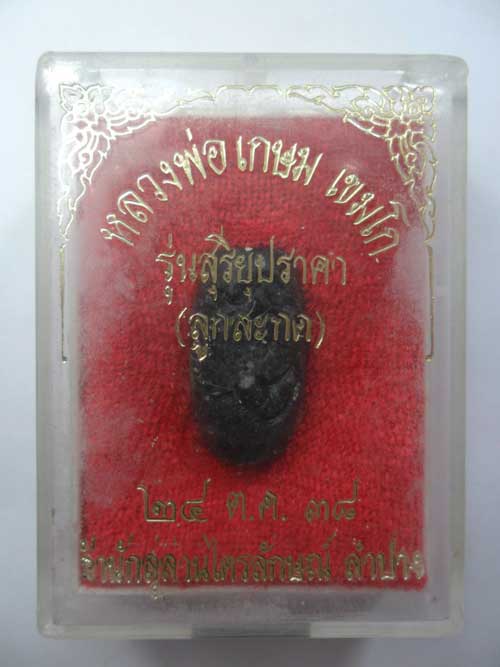 หลวงพ่อ เกษม เขมโก
รุ่นสุริยุปราคา
(ลูกสะกด)
๒๔ ต.ค. ๓๘
สำนักสุสานไตรลักษณ์ ลำปาง